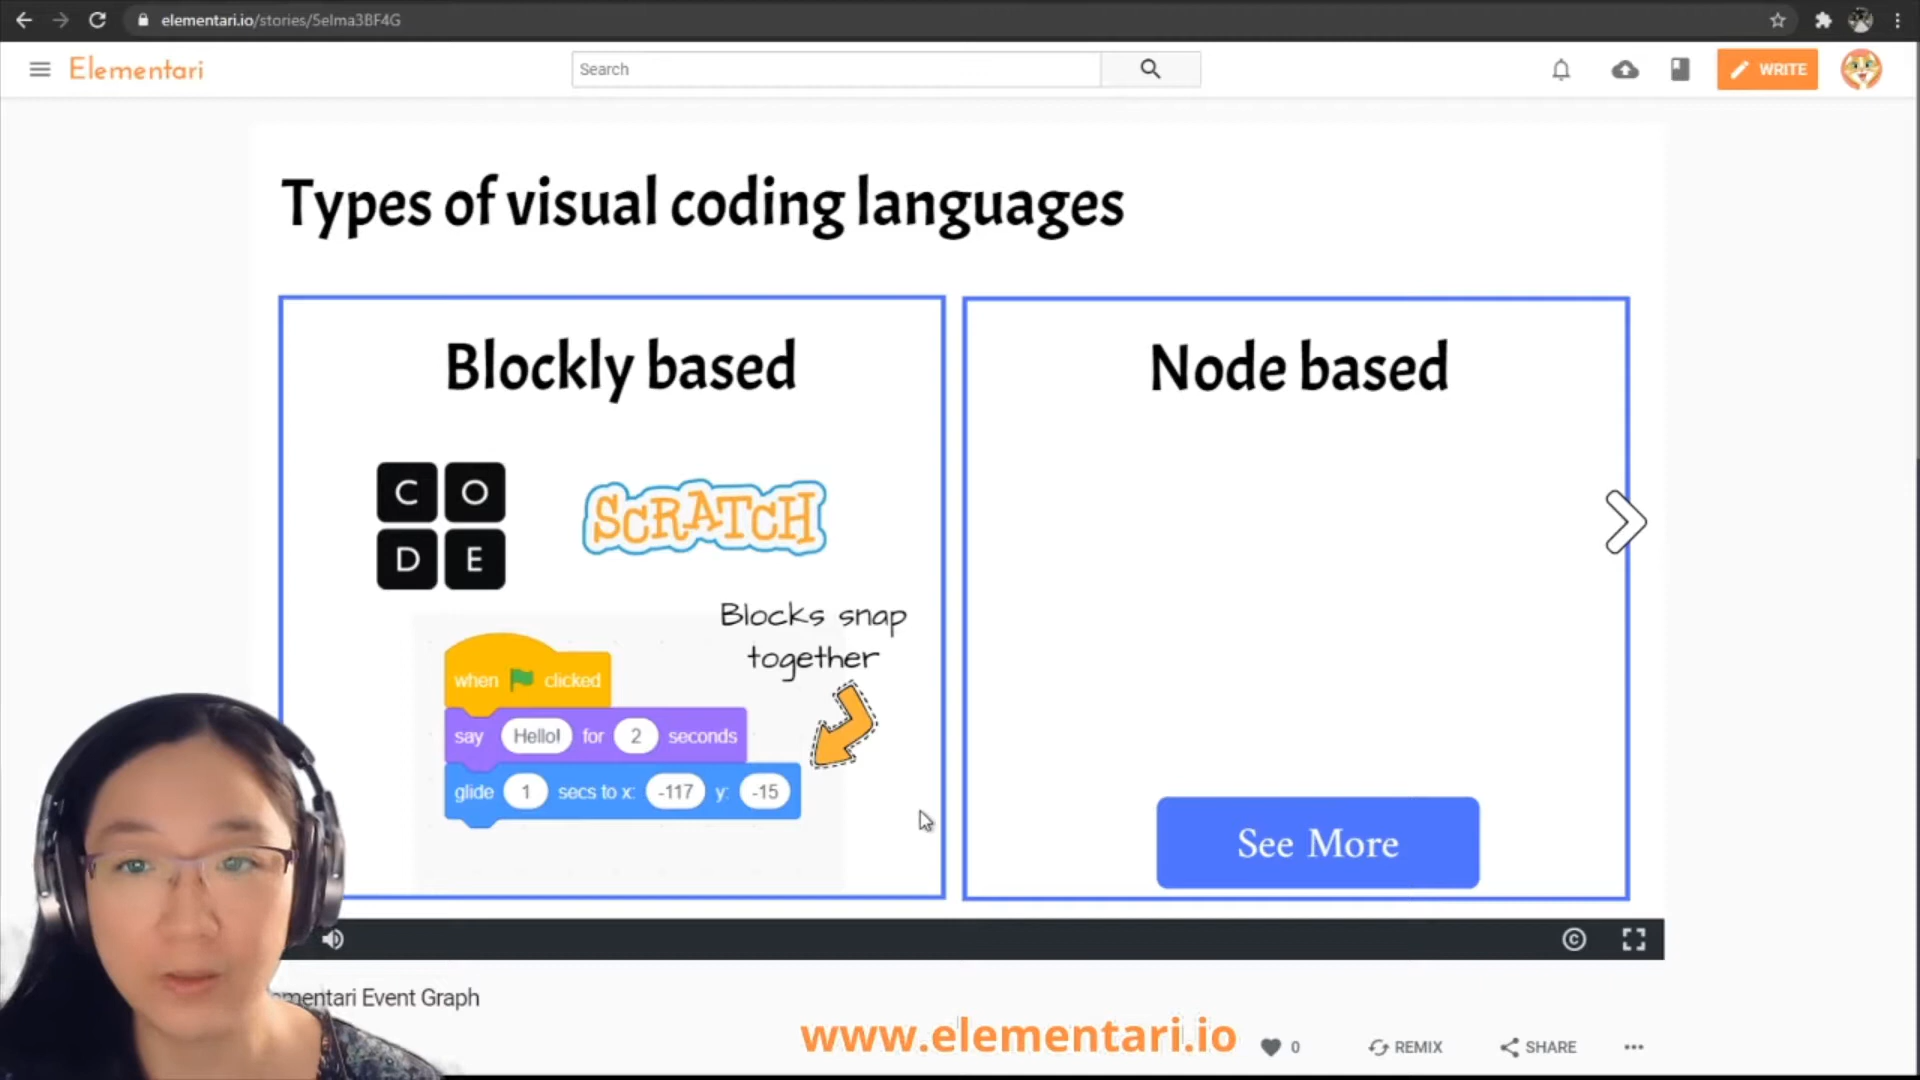 elementari.io/stories/5elma3BF4G
Elementari
Search
WRITE
Types of visual coding languages
Blockly based
Node based
C O
D E
SCRATCH
Blocks snap
together
when clicked
say Hello! for 2 seconds
glide 1 secs to x: -117 y: -15
See More
mentari Event Graph
www.elementari.io
0
REMIX
SHARE